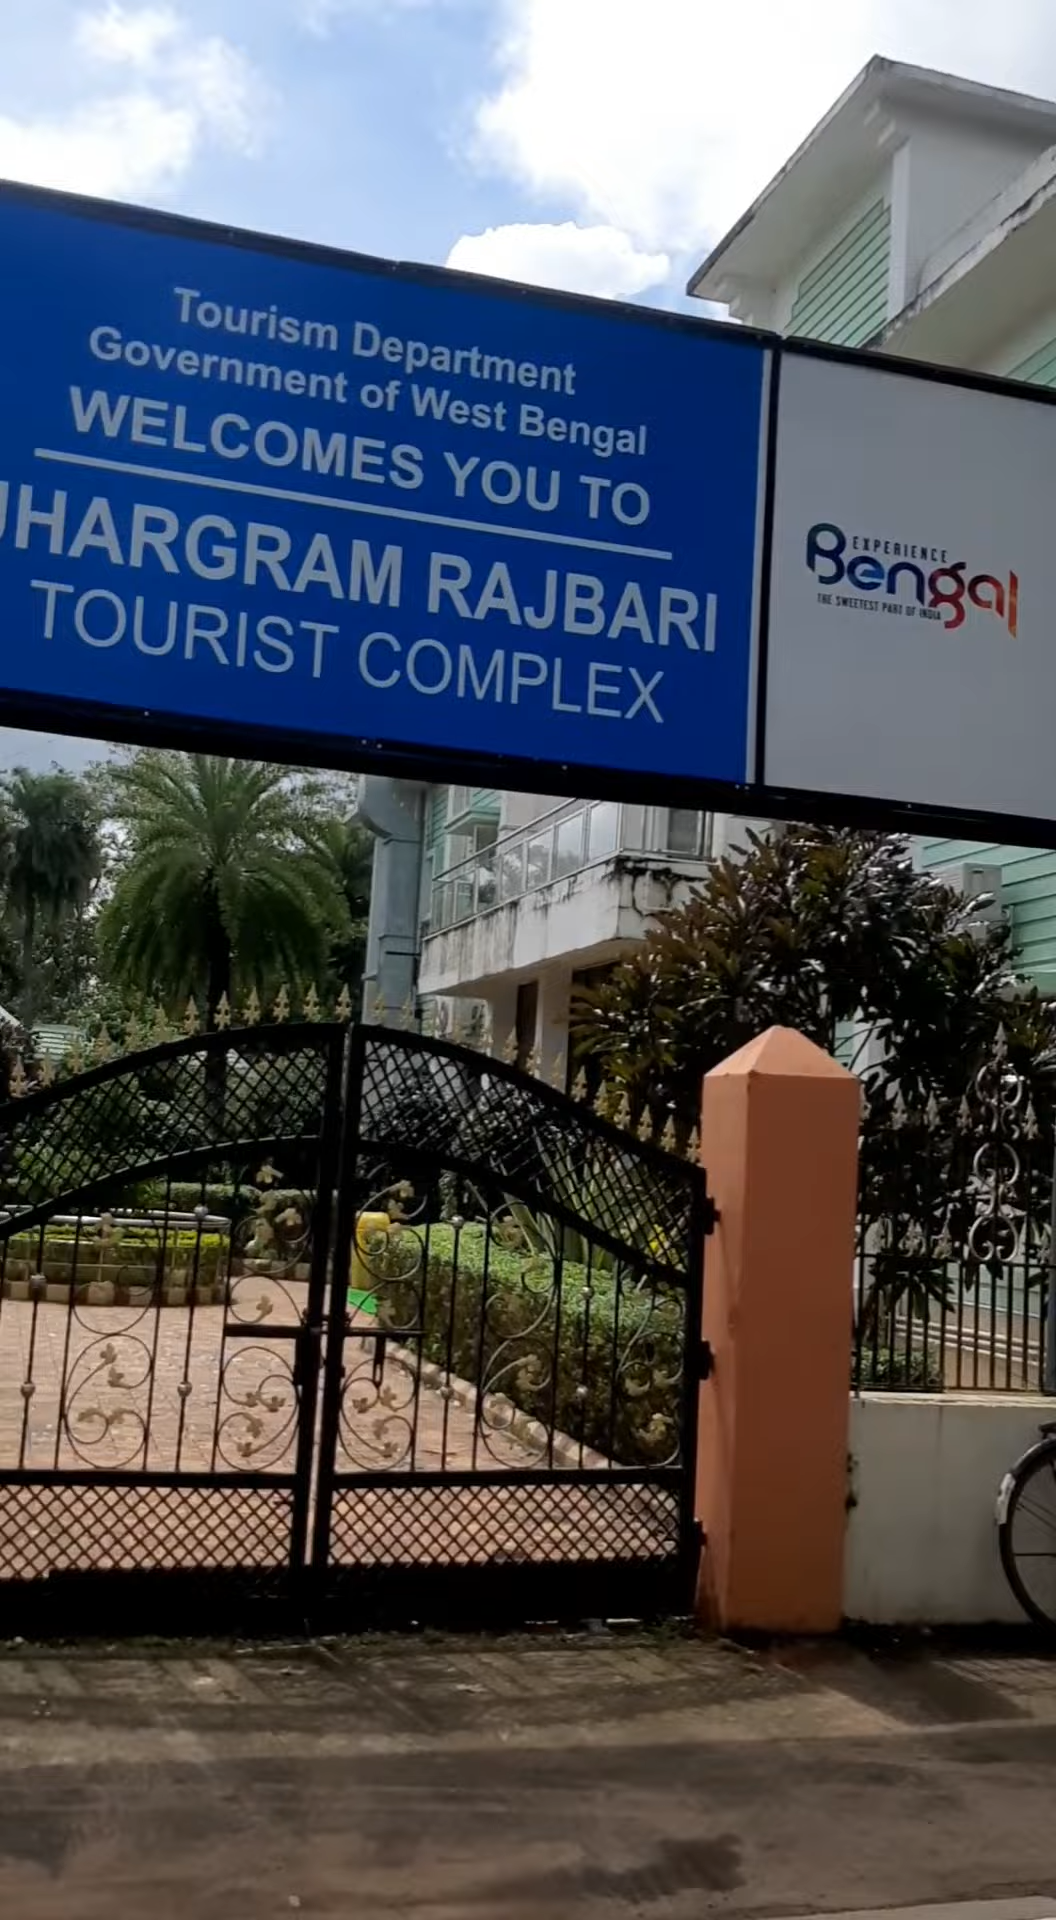 Tourism Department
Government of West Bengal
WELCOMES YOU TO
JHARGRAM RAJBARI
TOURIST COMPLEX
EXPERIENCE
Bengal
THE SWEETEST PART OF INDIA